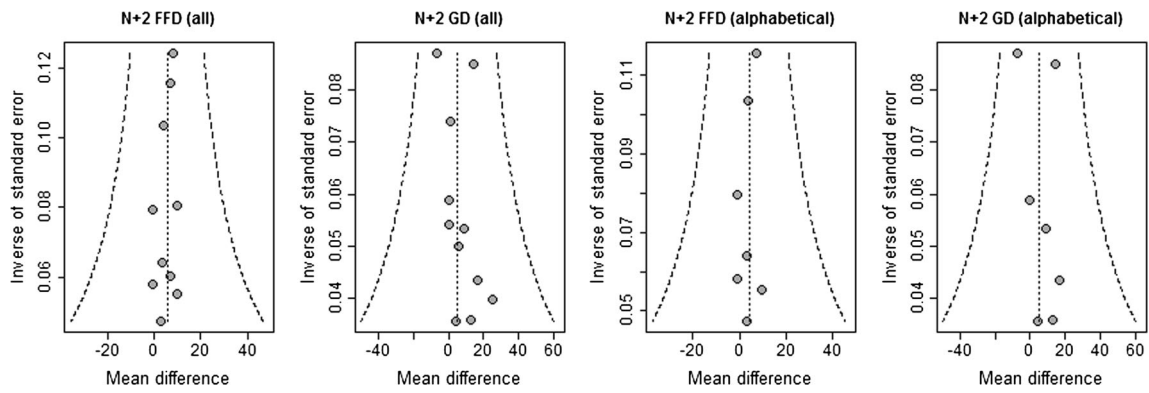 N+2 FFD (all)
Inverse of standard error
0.12
0.10
0.08
0.06
-20 0 20 40
Mean difference
N+2 GD (all)
Inverse of standard error
0.08
0.07
0.06
0.05
0.04
-40 0 20 40 60
Mean difference
N+2 FFD (alphabetical)
Inverse of standard error
0.11
0.09
0.07
0.05
-20 0 20 40
Mean difference
N+2 GD (alphabetical)
Inverse of standard error
0.08
0.07
0.06
0.05
0.04
-40 0 20 40 60
Mean difference